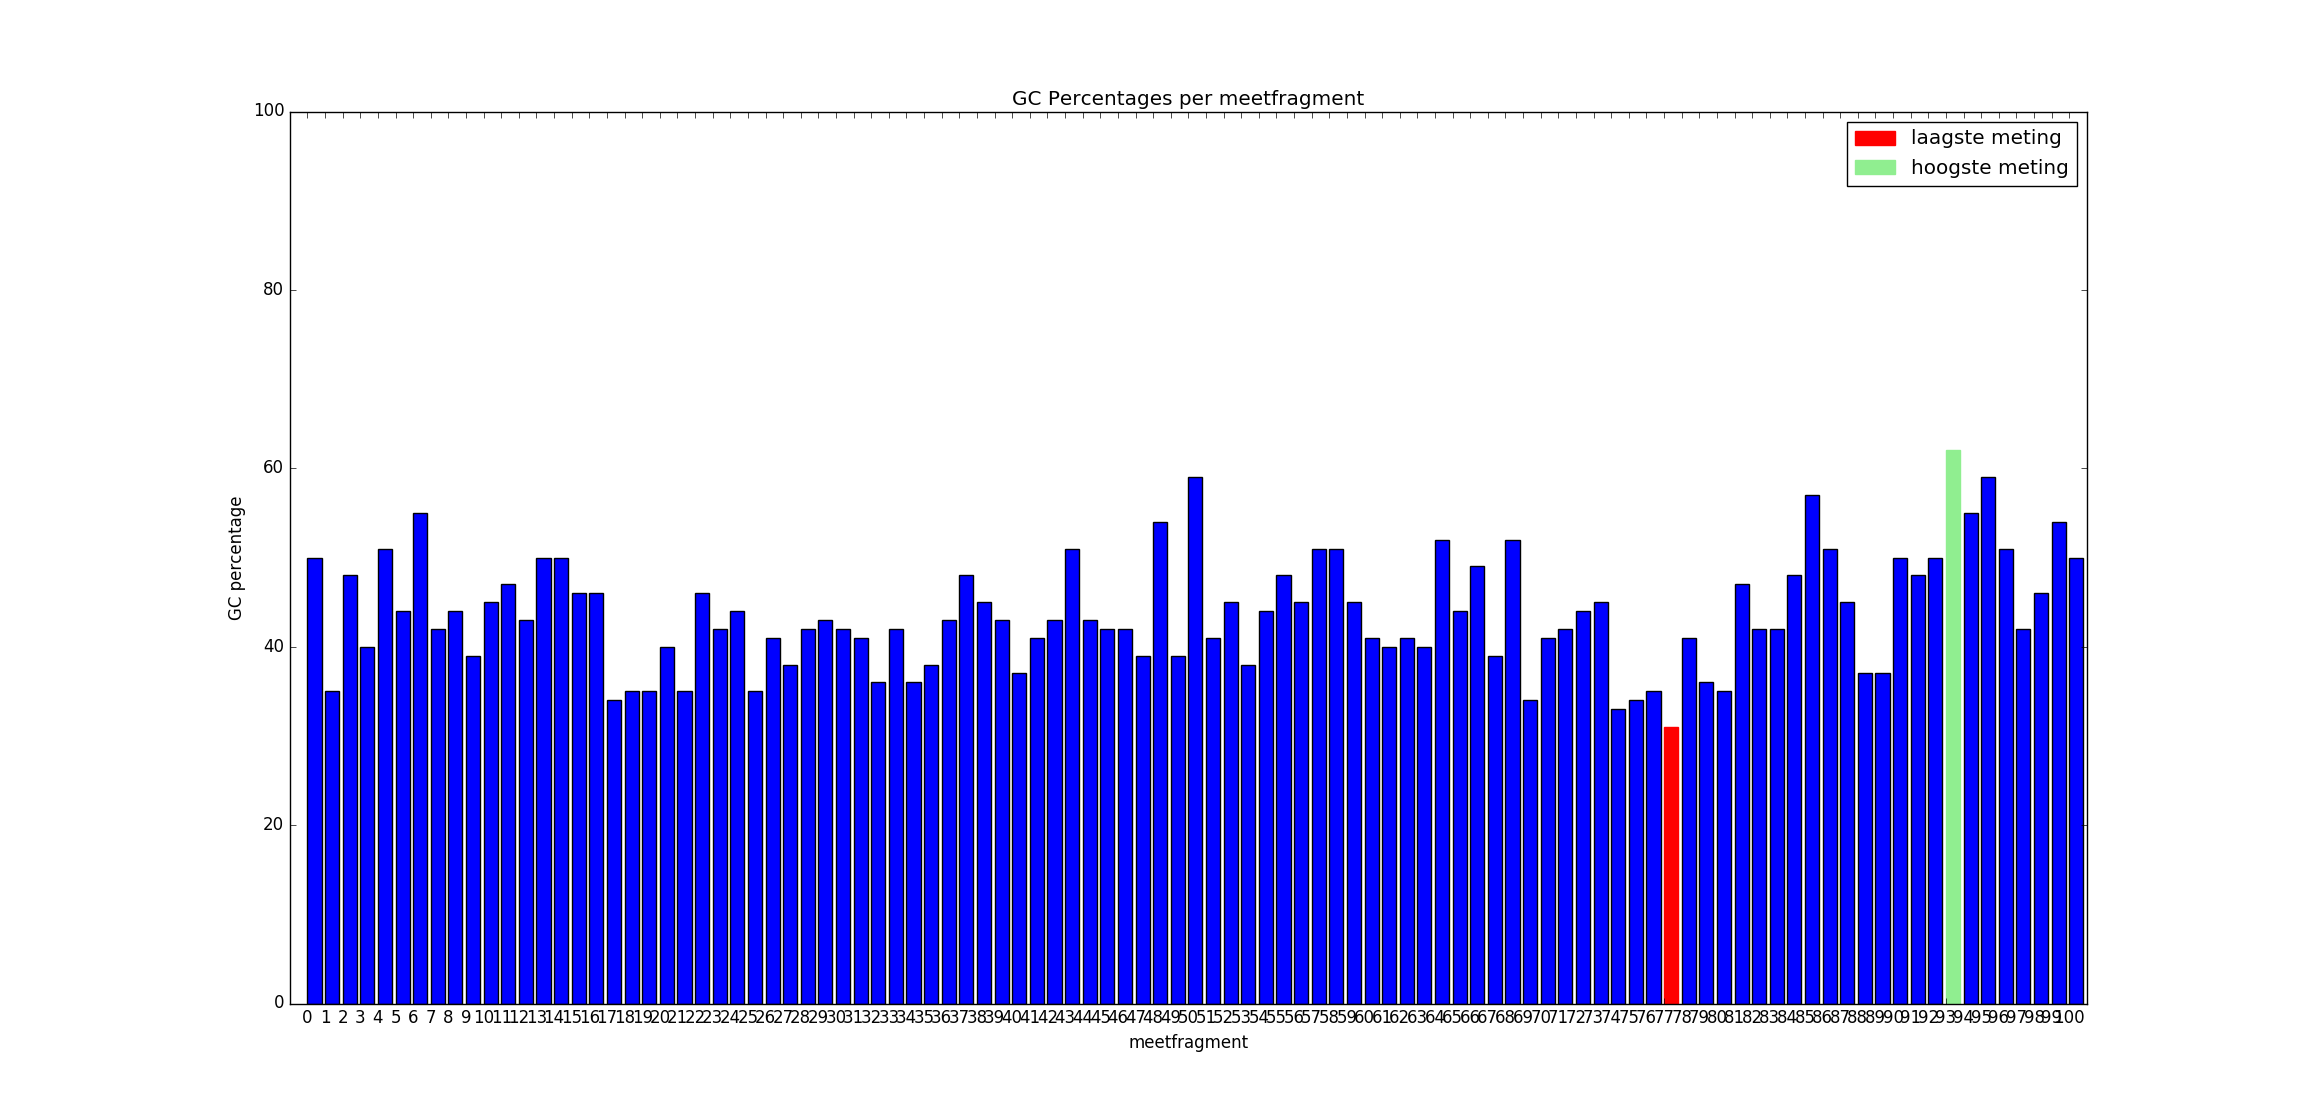 GC Percentages per meetfragment
100
laagste meting
hoogste meting
80
60
GC percentage
40
20
0
0 1 2 3 4 5 6 7 8 9 10 11 12 13 14 15 16 17 18 19 20 21 22 23 24 25 26 27 28 29 30 31 32 33 34 35 36 37 38 39 40 41 42 43 44 45 46 47 48 49 50 51 52 53 54 55 56 57 58 59 60 61 62 63 64 65 66 67 68 69 70 71 72 73 74 75 76 77 78 79 80 81 82 83 84 85 86 87 88 89 90 91 92 93 94 95 96 97 98 99 100
meetfragment